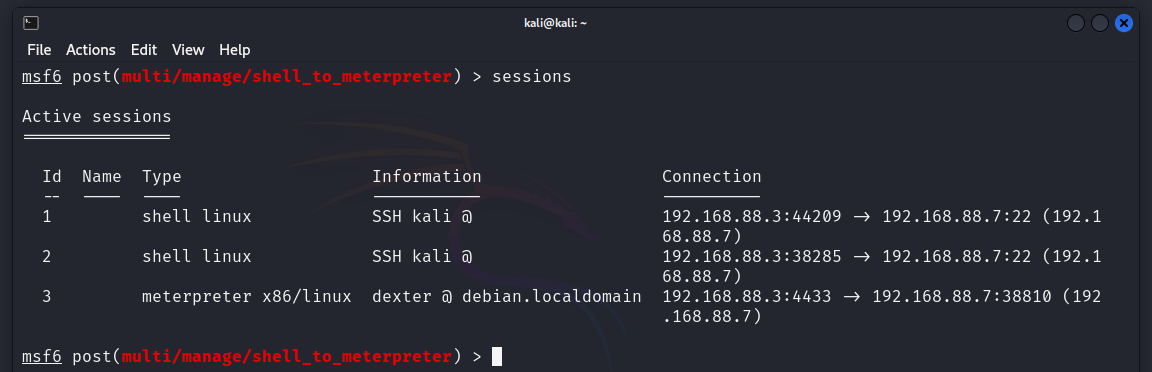 kali@kali: ~
File Actions Edit View Help
msf6 post(multi/manage/shell_to_meterpreter) > sessions
Active sessions
===============
Id Name Type Information Connection
-- ---- ---- ----------- ----------
1 shell linux SSH kali @ 192.168.88.3:44209 -> 192.168.88.7:22 (192.1
68.88.7)
2 shell linux SSH kali @ 192.168.88.3:38285 -> 192.168.88.7:22 (192.1
68.88.7)
3 meterpreter x86/linux dexter @ debian.localdomain 192.168.88.3:4433 -> 192.168.88.7:38810 (192
.168.88.7)
msf6 post(multi/manage/shell_to_meterpreter) >